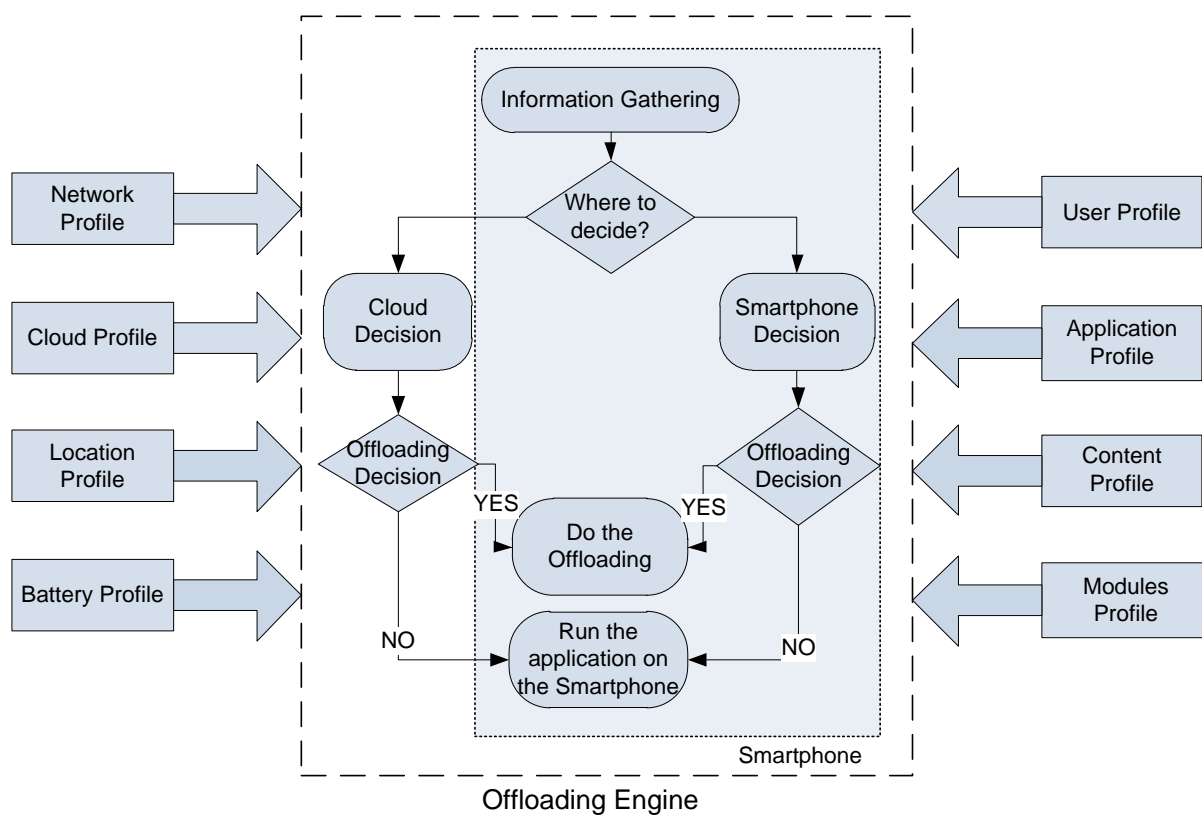 Information Gathering
Where to
decide?
Network
Profile
Cloud Profile
Location
Profile
Battery Profile
Cloud
Decision
Offloading
Decision
YES
NO
Smartphone
Decision
Offloading
Decision
YES
NO
Do the
Offloading
Run the
application on
the Smartphone
User Profile
Application
Profile
Content
Profile
Modules
Profile
Smartphone
Offloading Engine